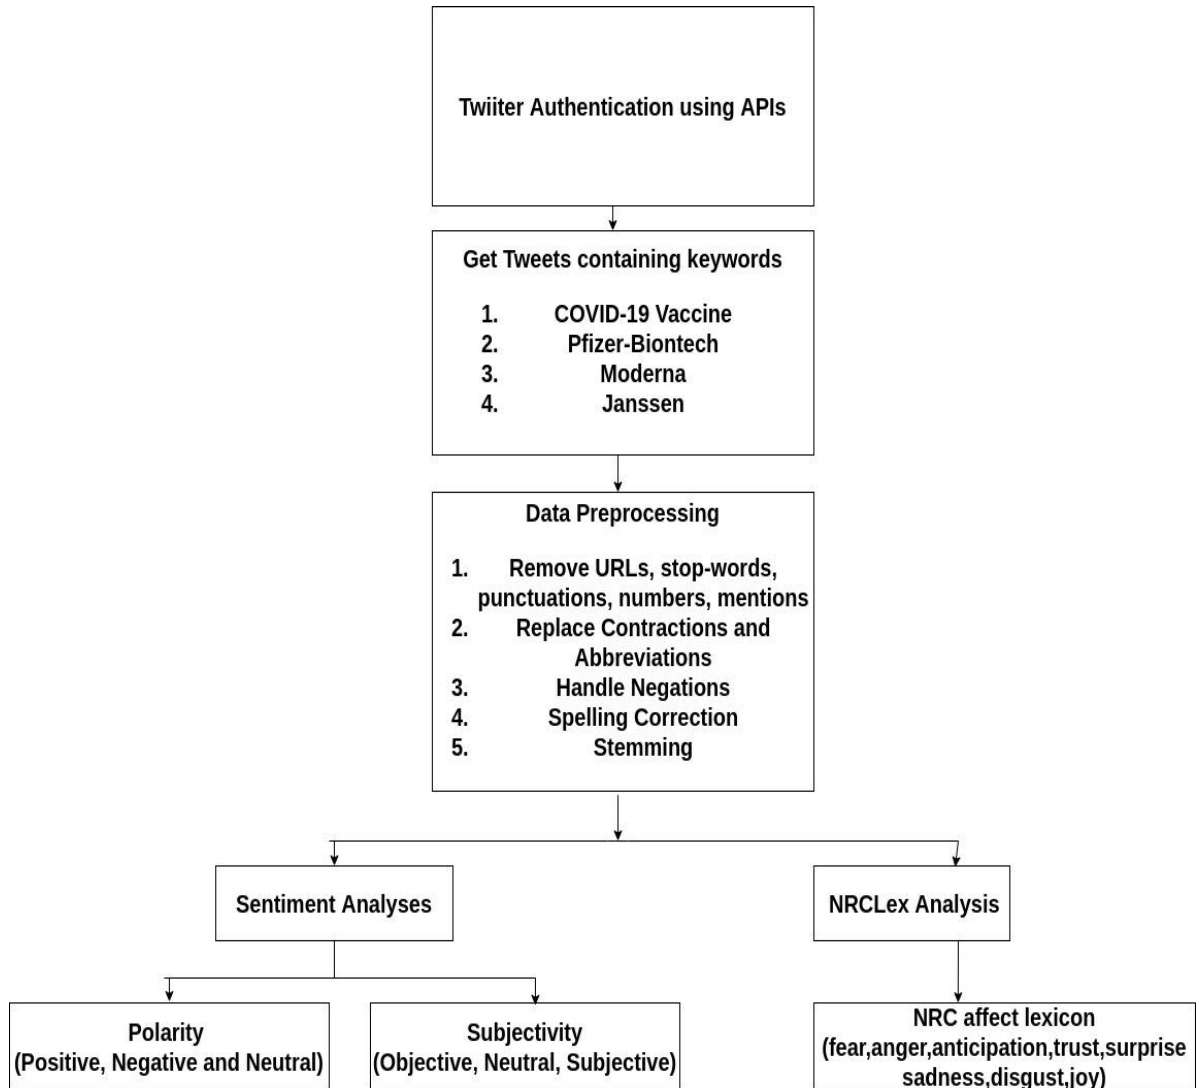 Twiiter Authentication using APIs
Get Tweets containing keywords
1. COVID-19 Vaccine
2. Pfizer-Biontech
3. Moderna
4. Janssen
Data Preprocessing
1. Remove URLs, stop-words,
punctuations, numbers, mentions
2. Replace Contractions and
Abbreviations
3. Handle Negations
4. Spelling Correction
5. Stemming
Sentiment Analyses
NRCLex Analysis
Polarity
(Positive, Negative and Neutral)
Subjectivity
(Objective, Neutral, Subjective)
NRC affect lexicon
(fear,anger,anticipation,trust,surprise
sadness,disgust,joy)